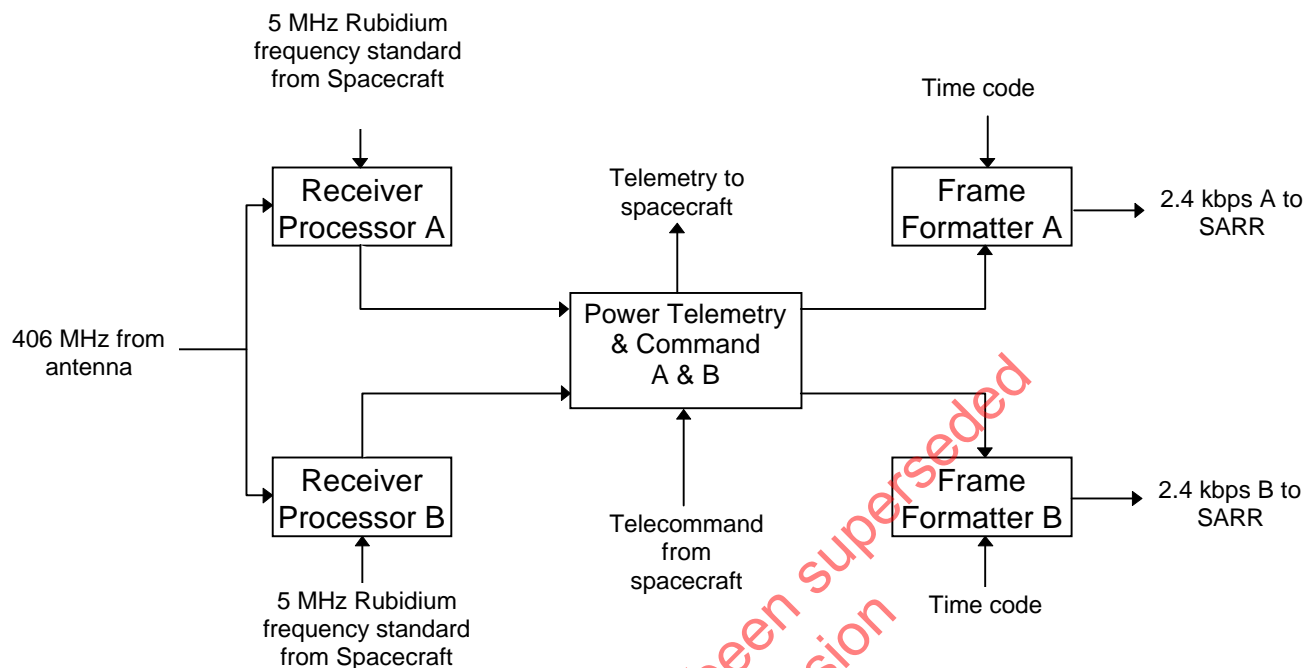 5 MHz Rubidium
frequency standard
from Spacecraft
Time code
Receiver
Processor A
Telemetry to
spacecraft
Frame
Formatter A
2.4 kbps A to
SARR
406 MHz from
antenna
Power Telemetry
& Command
A & B
Receiver
Processor B
Telecommand
from
spacecraft
Frame
Formatter B
2.4 kbps B to
SARR
5 MHz Rubidium
frequency standard
from Spacecraft
Time code
been superseded